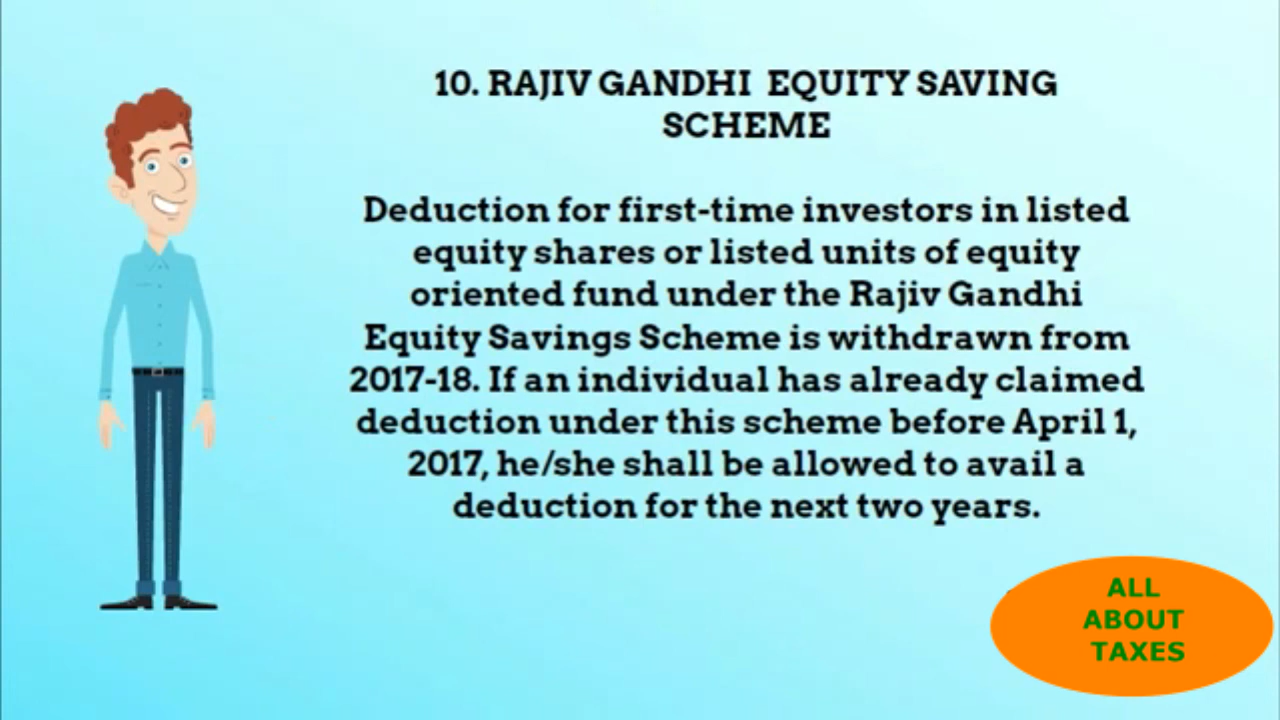 10. RAJIV GANDHI EQUITY SAVING
SCHEME
Deduction for first-time investors in listed
equity shares or listed units of equity
oriented fund under the Rajiv Gandhi
Equity Savings Scheme is withdrawn from
2017-18. If an individual has already claimed
deduction under this scheme before April 1,
2017, he/she shall be allowed to avail a
deduction for the next two years.
ALL
ABOUT
TAXES